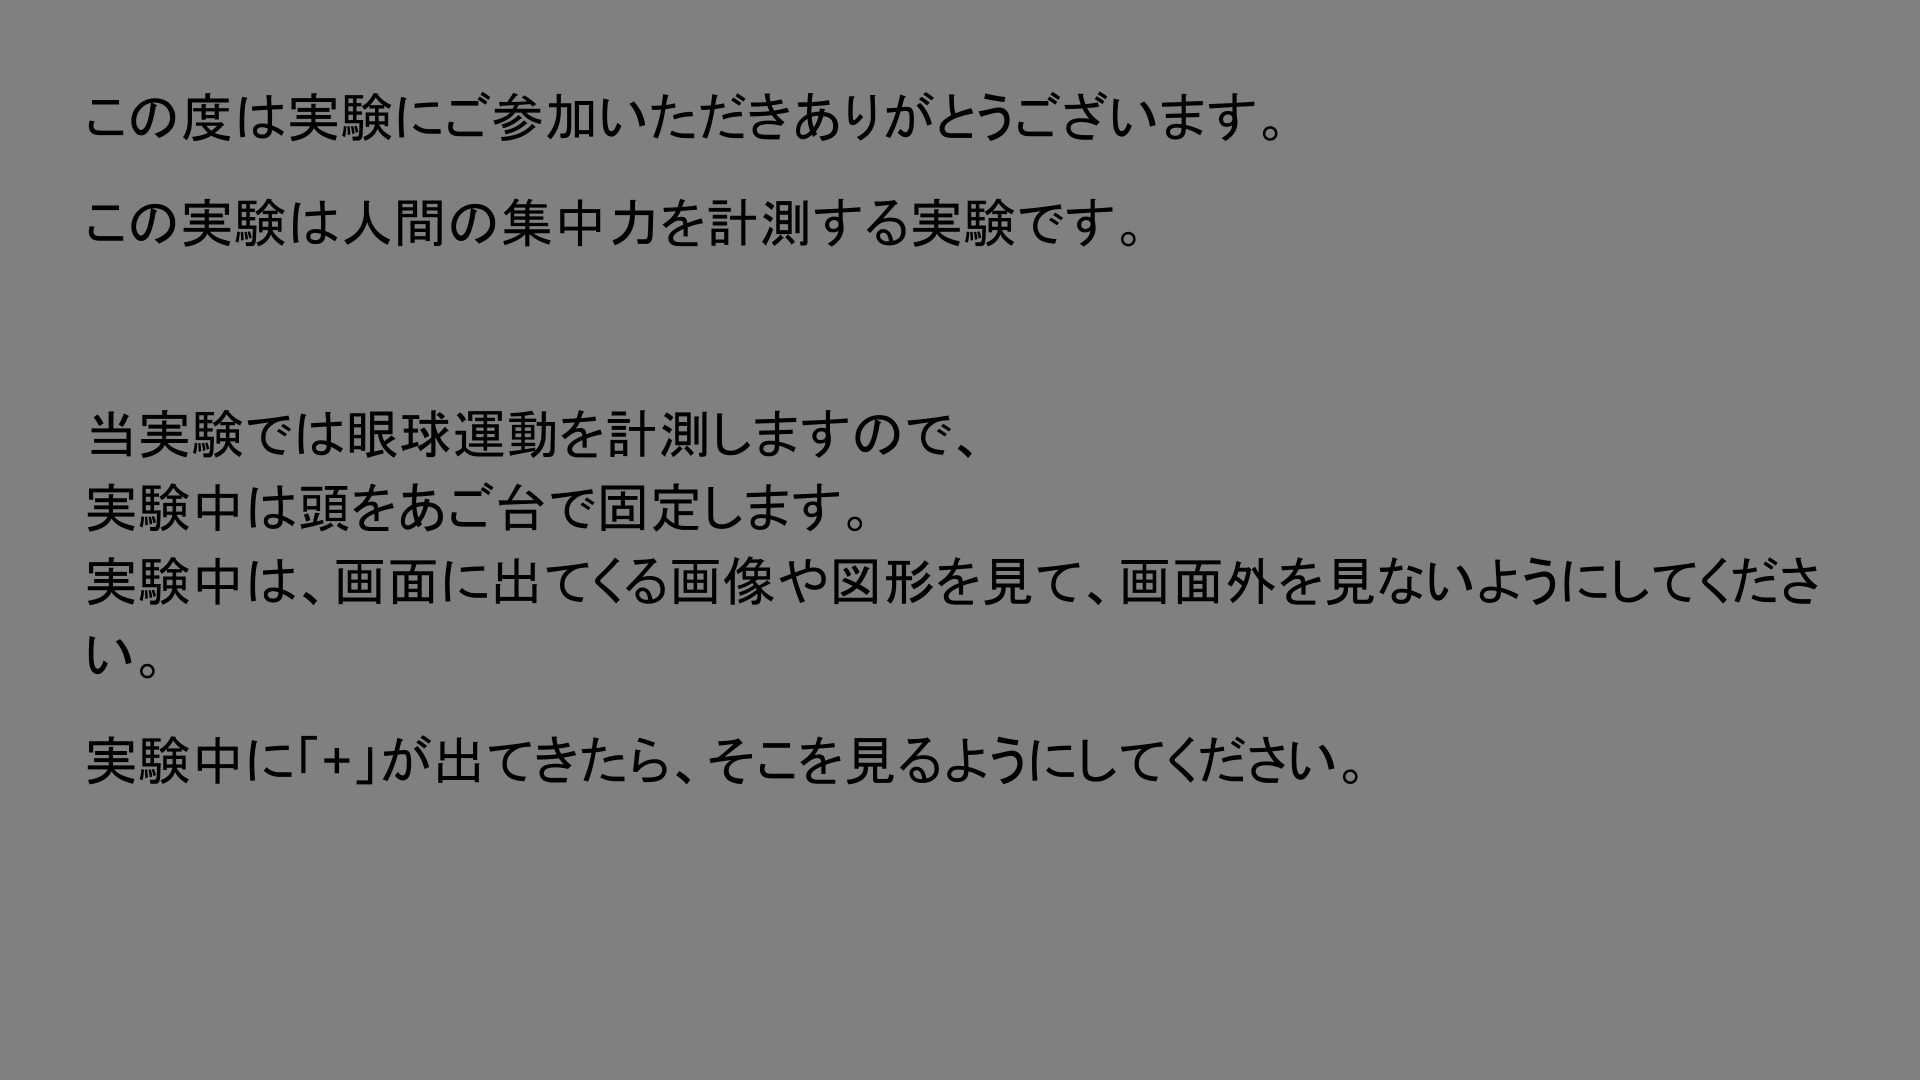 この度は実験にご参加いただきありがとうございます。
この実験は人間の集中力を計測する実験です。
当実験では眼球運動を計測しますので、
実験中は頭をあご台で固定します。
実験中は、画面に出てくる画像や図形を見て、画面外を見ないようにしてくださ
い。
実験中に「+」が出てきたら、そこを見るようにしてください。